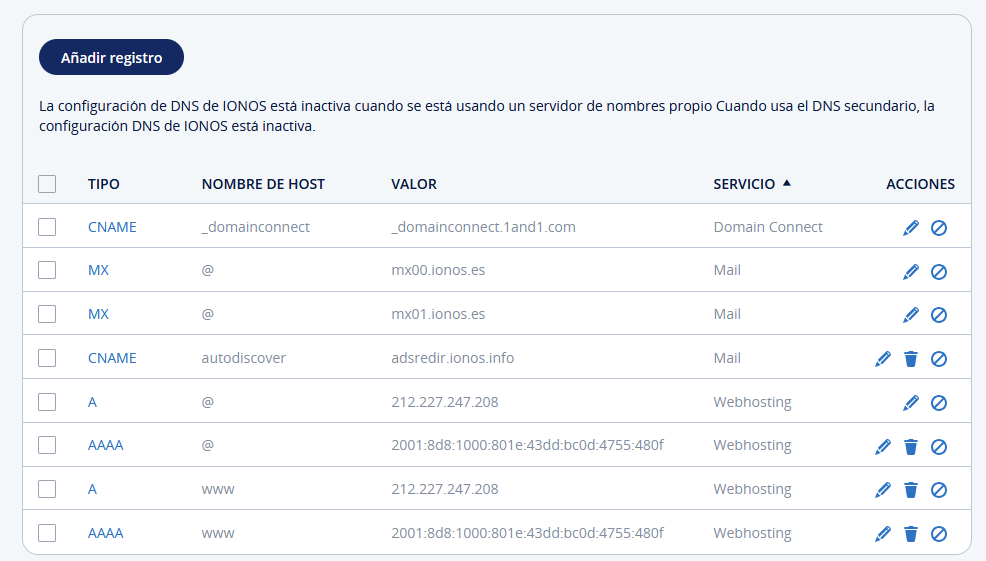 Añadir registro
La configuración de DNS de IONOS está inactiva cuando se está usando un servidor de nombres propio Cuando usa el DNS secundario, la
configuración DNS de IONOS está inactiva.
TIPO NOMBRE DE HOST VALOR SERVICIO ACCIONES
CNAME _domainconnect _domainconnect.1and1.com Domain Connect
MX @ mx00.ionos.es Mail
MX @ mx01.ionos.es Mail
CNAME autodiscover adsredir.ionos.info Mail
A @ 212.227.247.208 Webhosting
AAAA @ 2001:8d8:1000:801e:43dd:bc0d:4755:480f Webhosting
A www 212.227.247.208 Webhosting
AAAA www 2001:8d8:1000:801e:43dd:bc0d:4755:480f Webhosting